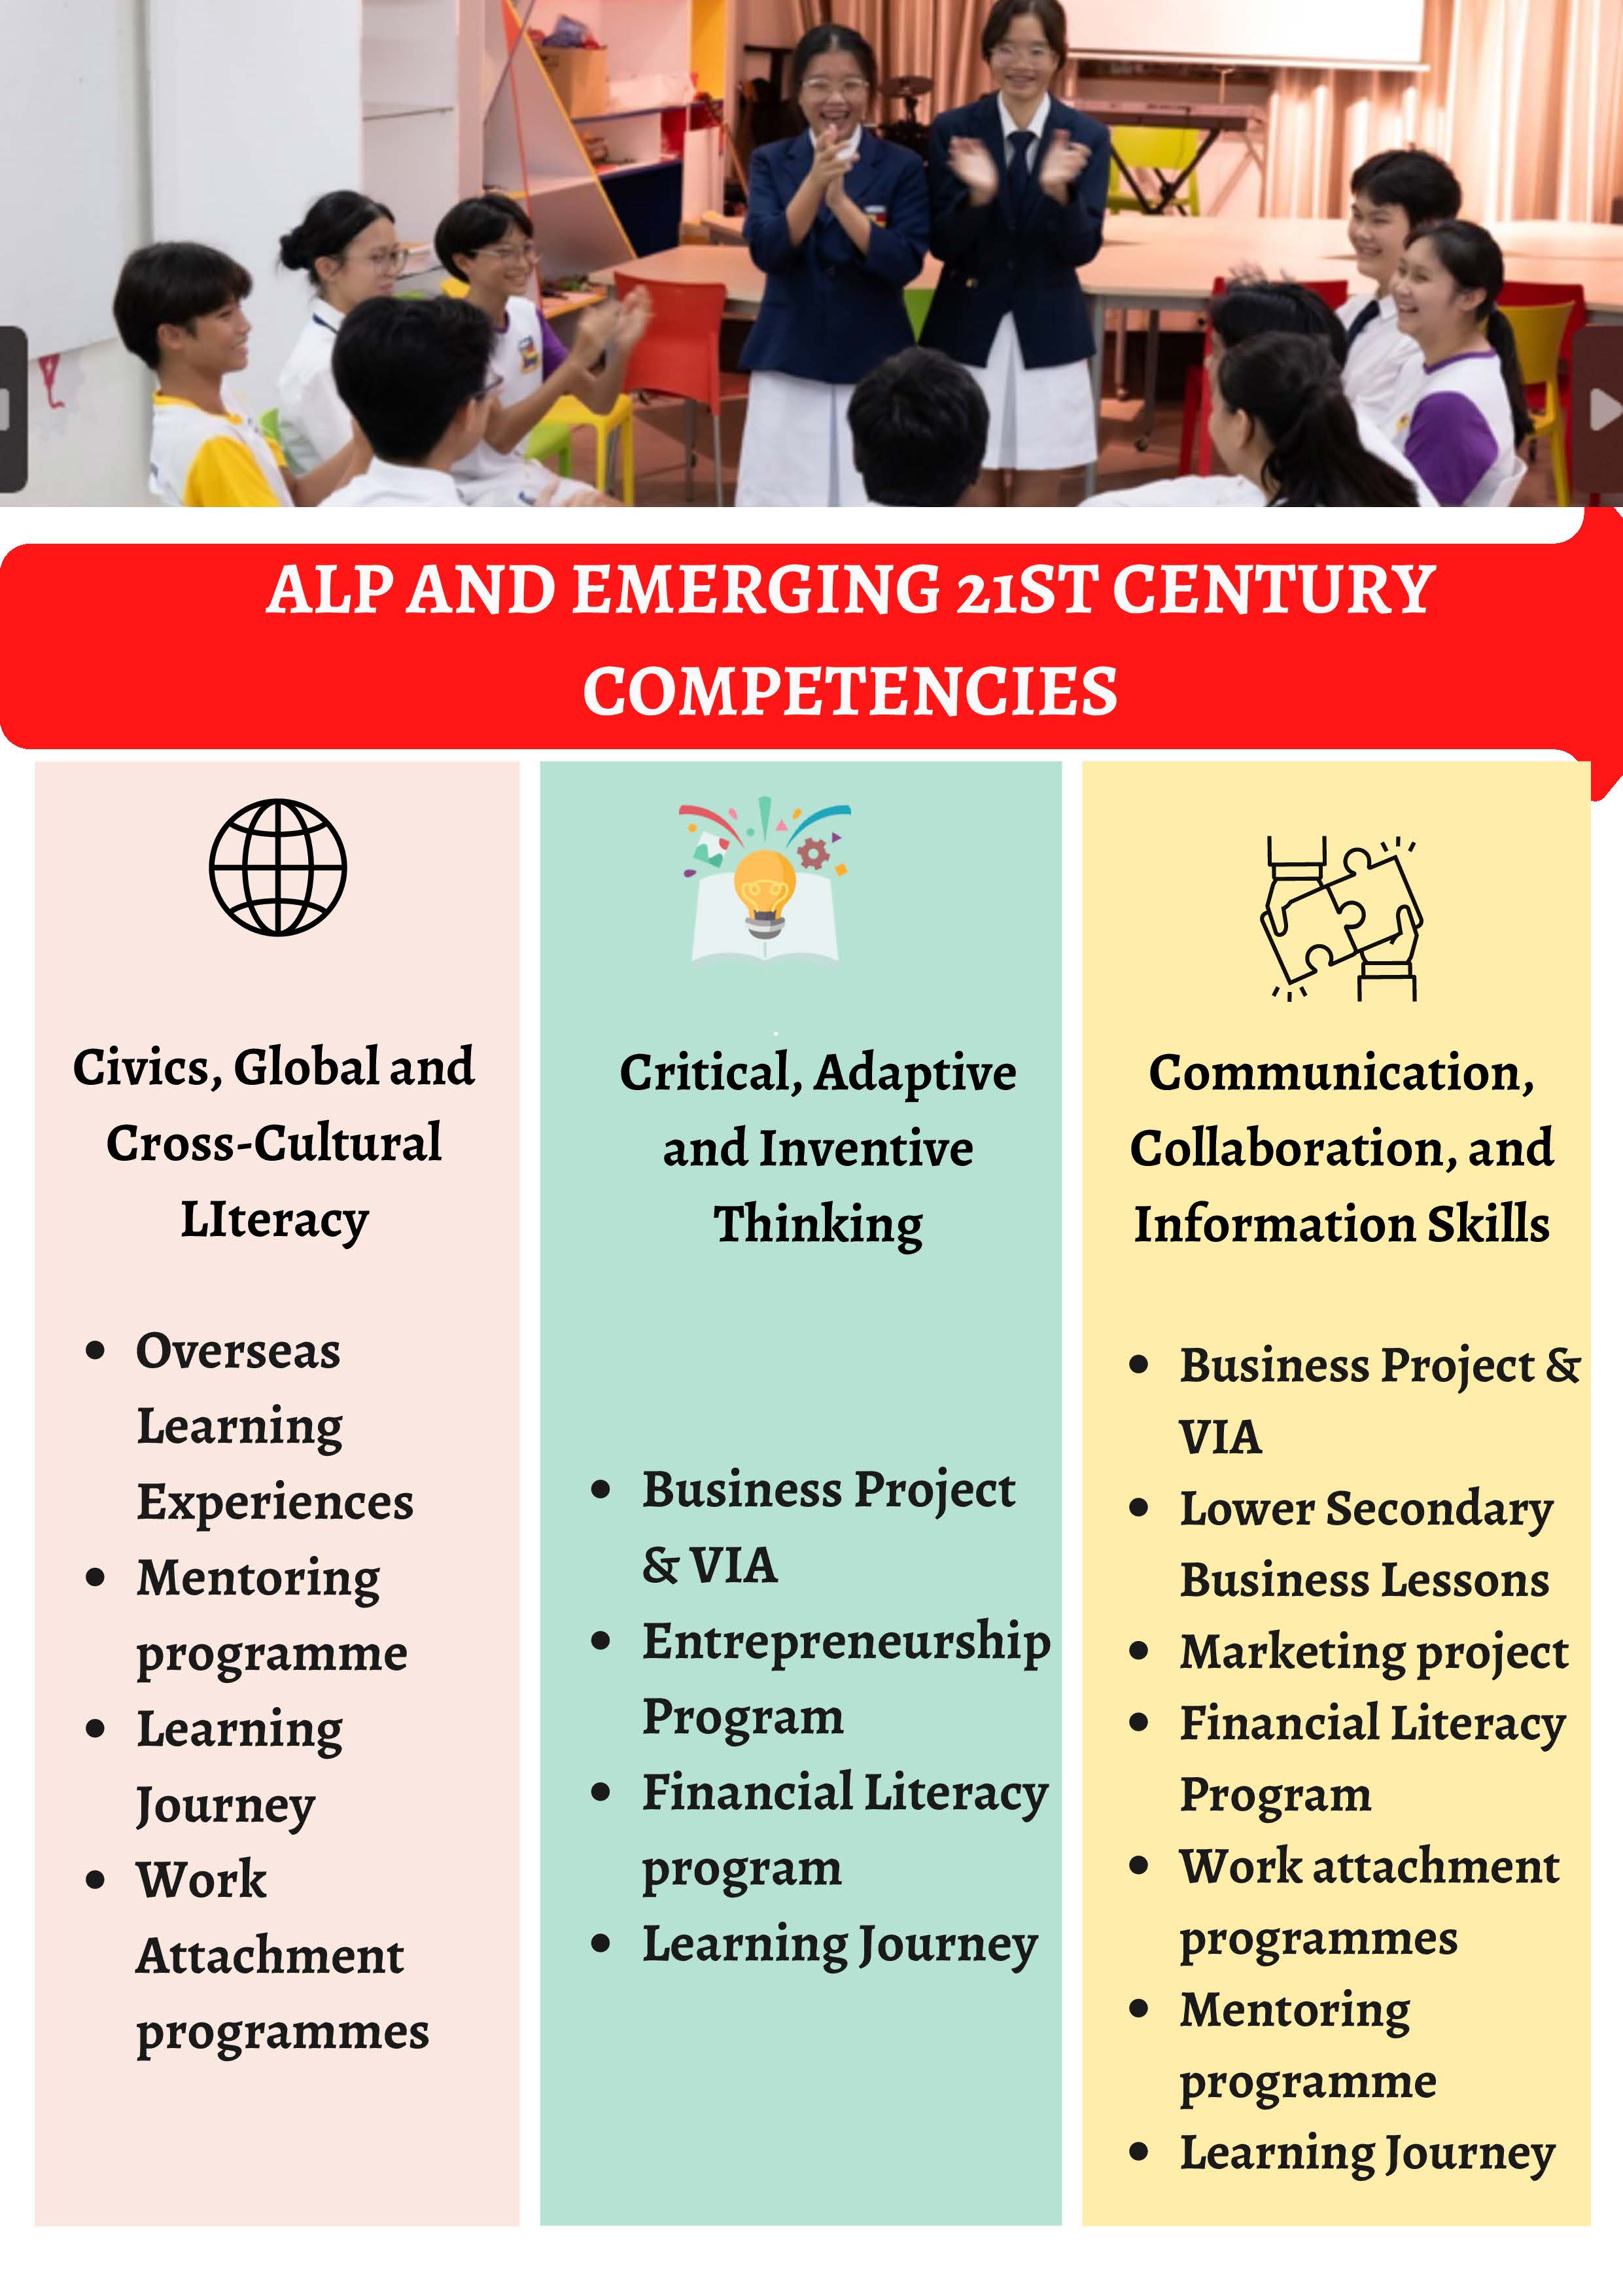 ALP AND EMERGING 21ST CENTURY
COMPETENCIES
Civics, Global and
Cross-Cultural
LIteracy
• Overseas
Learning
Experiences
• Mentoring
programme
• Learning
Journey
• Work
Attachment
programmes
Critical, Adaptive
and Inventive
Thinking
• Business Project
& VIA
• Entrepreneurship
Program
• Financial Literacy
program
• Learning Journey
Communication,
Collaboration, and
Information Skills
• Business Project &
VIA
• Lower Secondary
Business Lessons
• Marketing project
• Financial Literacy
Program
• Work attachment
programmes
• Mentoring
programme
• Learning Journey